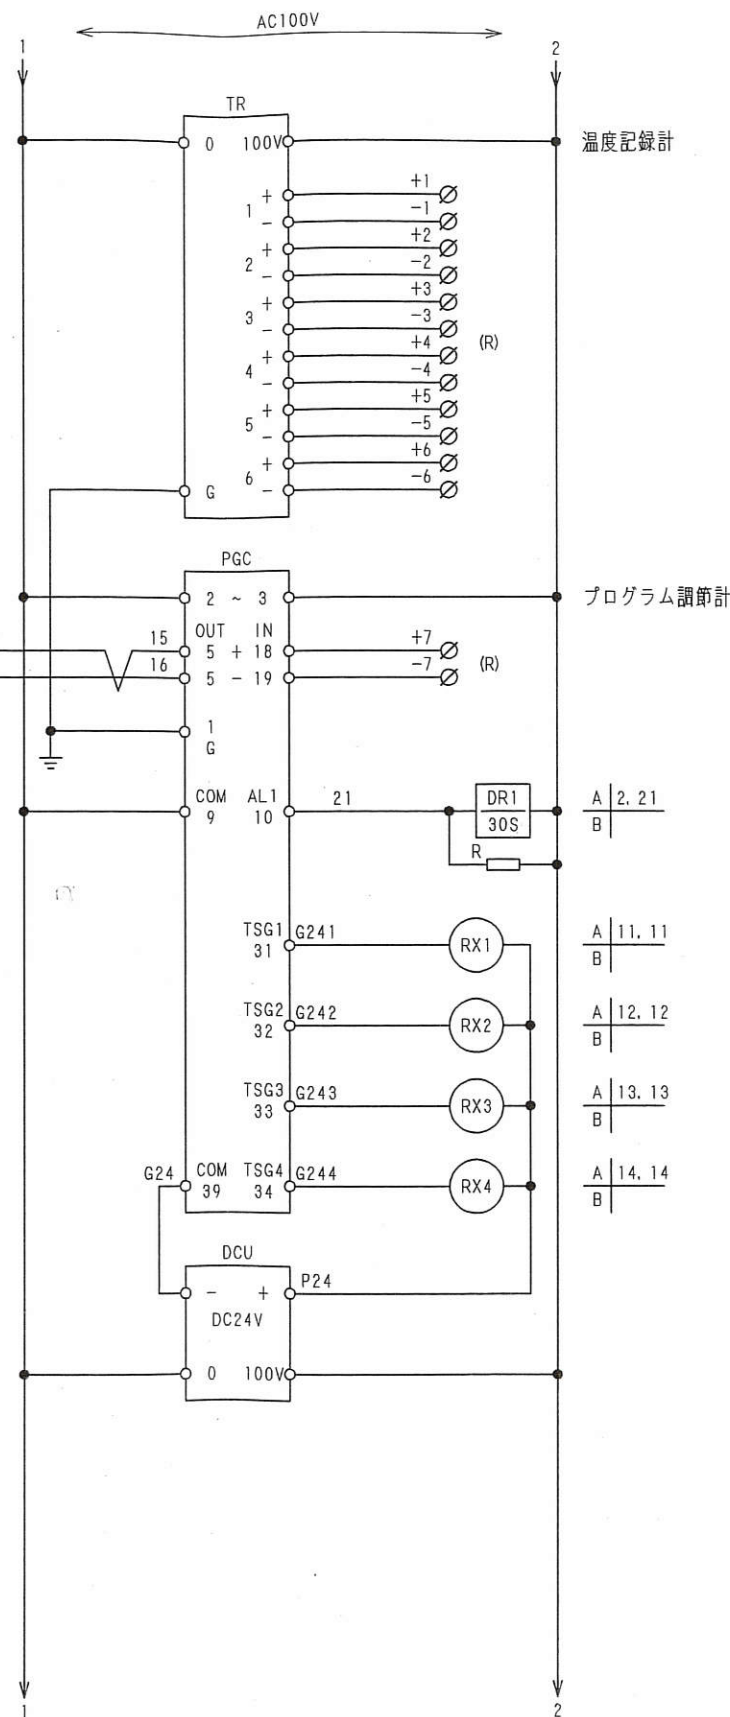 AC100V
1
2
TR
0 100V
温度記録計
1 + +1
- -1
2 + +2
- -2
3 + +3
- -3
(R)
4 + +4
- -4
5 + +5
- -5
6 + +6
- -6
G
PGC
2 ~ 3
プログラム調節計
OUT IN
15 5 + 18 +7
16 5 - 19 -7
(R)
1
G
COM AL1
9 10
21
DR1
30S
A 2, 21
B
R
TSG1 G241
31
RX1
A 11, 11
B
TSG2 G242
32
RX2
A 12, 12
B
TSG3 G243
33
RX3
A 13, 13
B
G24 COM TSG4 G244
39 34
RX4
A 14, 14
B
DCU
- + P24
DC24V
0 100V
1
2